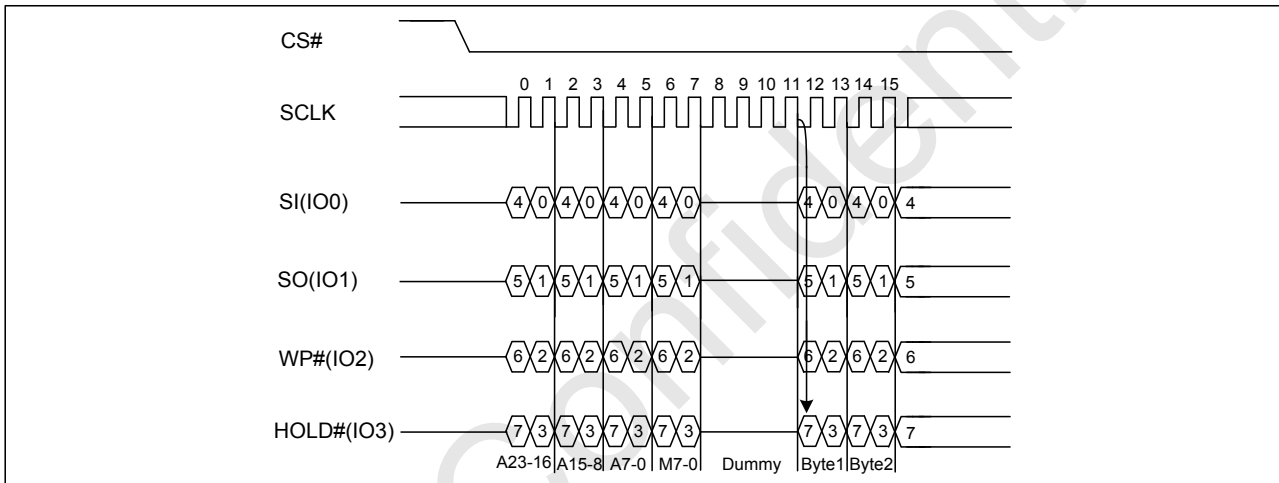 CS#
0 1 2 3 4 5 6 7 8 9 10 11 12 13 14 15
SCLK
SI(IO0) 4 0 4 0 4 0 4 0 4 0 4 0 4
SO(IO1) 5 1 5 1 5 1 5 1 5 1 5 1 5
WP#(IO2) 6 2 6 2 6 2 6 2 6 2 6 2 6
HOLD#(IO3) 7 3 7 3 7 3 7 3 7 3 7 3 7
A23-16 A15-8 A7-0 M7-0 Dummy Byte1 Byte2